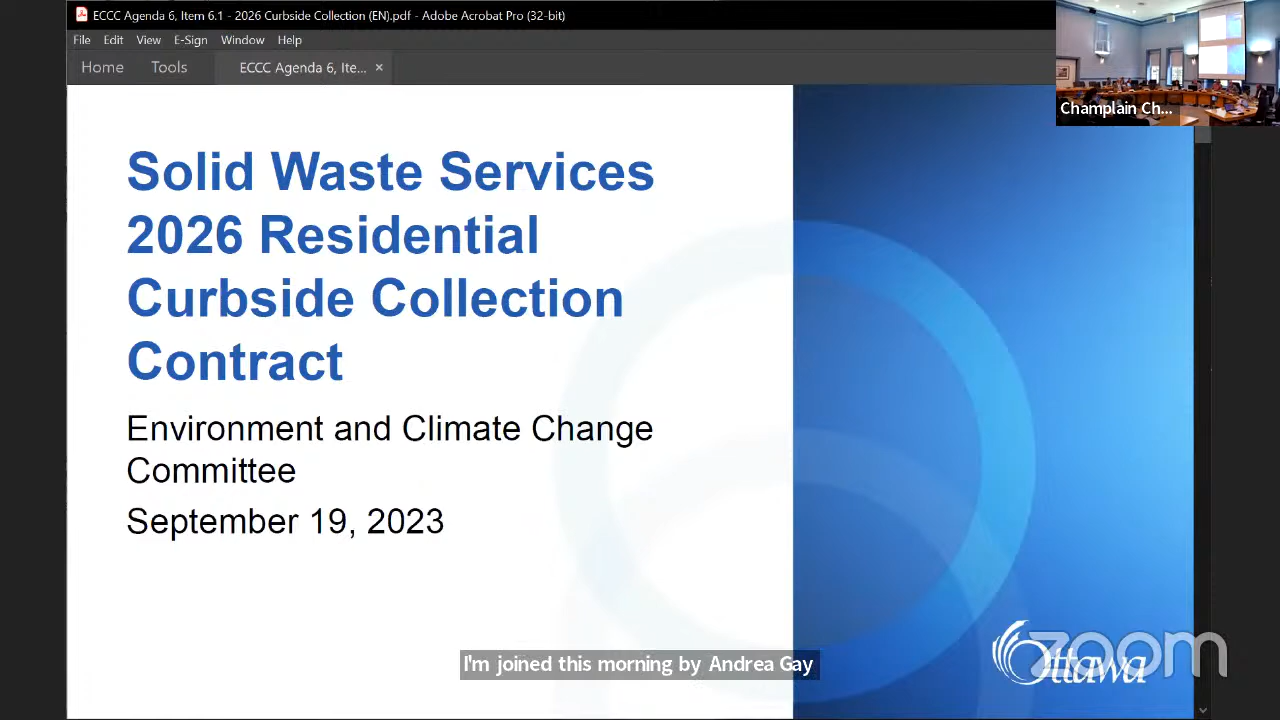 ECCC Agenda 6, Item 6.1 - 2026 Curbside Collection (EN).pdf - Adobe Acrobat Pro (32-bit)
File Edit View E-Sign Window Help
Home Tools ECCC Agenda 6, Ite... ×
Champlain Ch...
Solid Waste Services
2026 Residential
Curbside Collection
Contract
Environment and Climate Change
Committee
September 19, 2023
I'm joined this morning by Andrea Gay
Ottawa
zoom